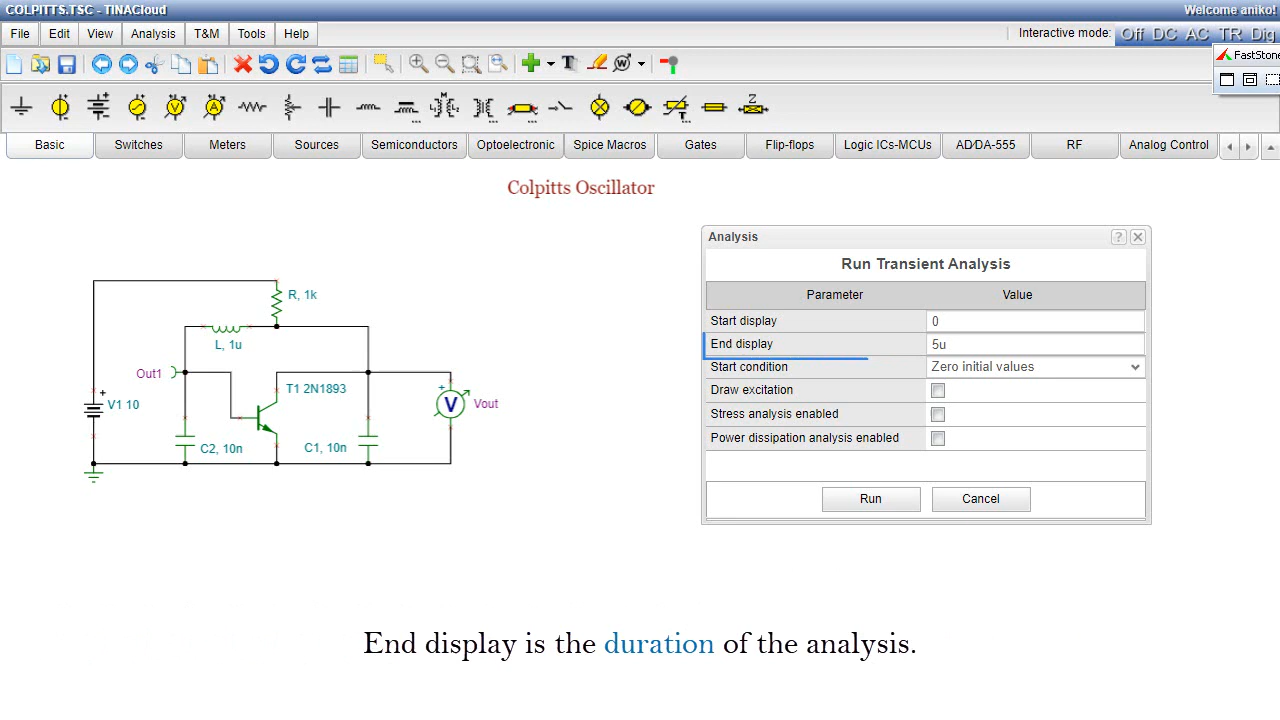 COLPITTS.TSC - TINACloud
Welcome aniko!
File Edit View Analysis T&M Tools Help
Interactive mode: Off DC AC TR Dig
FastStone
Basic Switches Meters Sources Semiconductors Optoelectronic Spice Macros Gates Flip-flops Logic ICs-MCUs AD/DA-555 RF Analog Control
Colpitts Oscillator
R, 1k
L, 1u
Out1
T1 2N1893
V1 10
C2, 10n
C1, 10n
V
Vout
Analysis
Run Transient Analysis
Parameter Value
Start display 0
End display 5u
Start condition Zero initial values
Draw excitation
Stress analysis enabled
Power dissipation analysis enabled
Run Cancel
End display is the duration of the analysis.